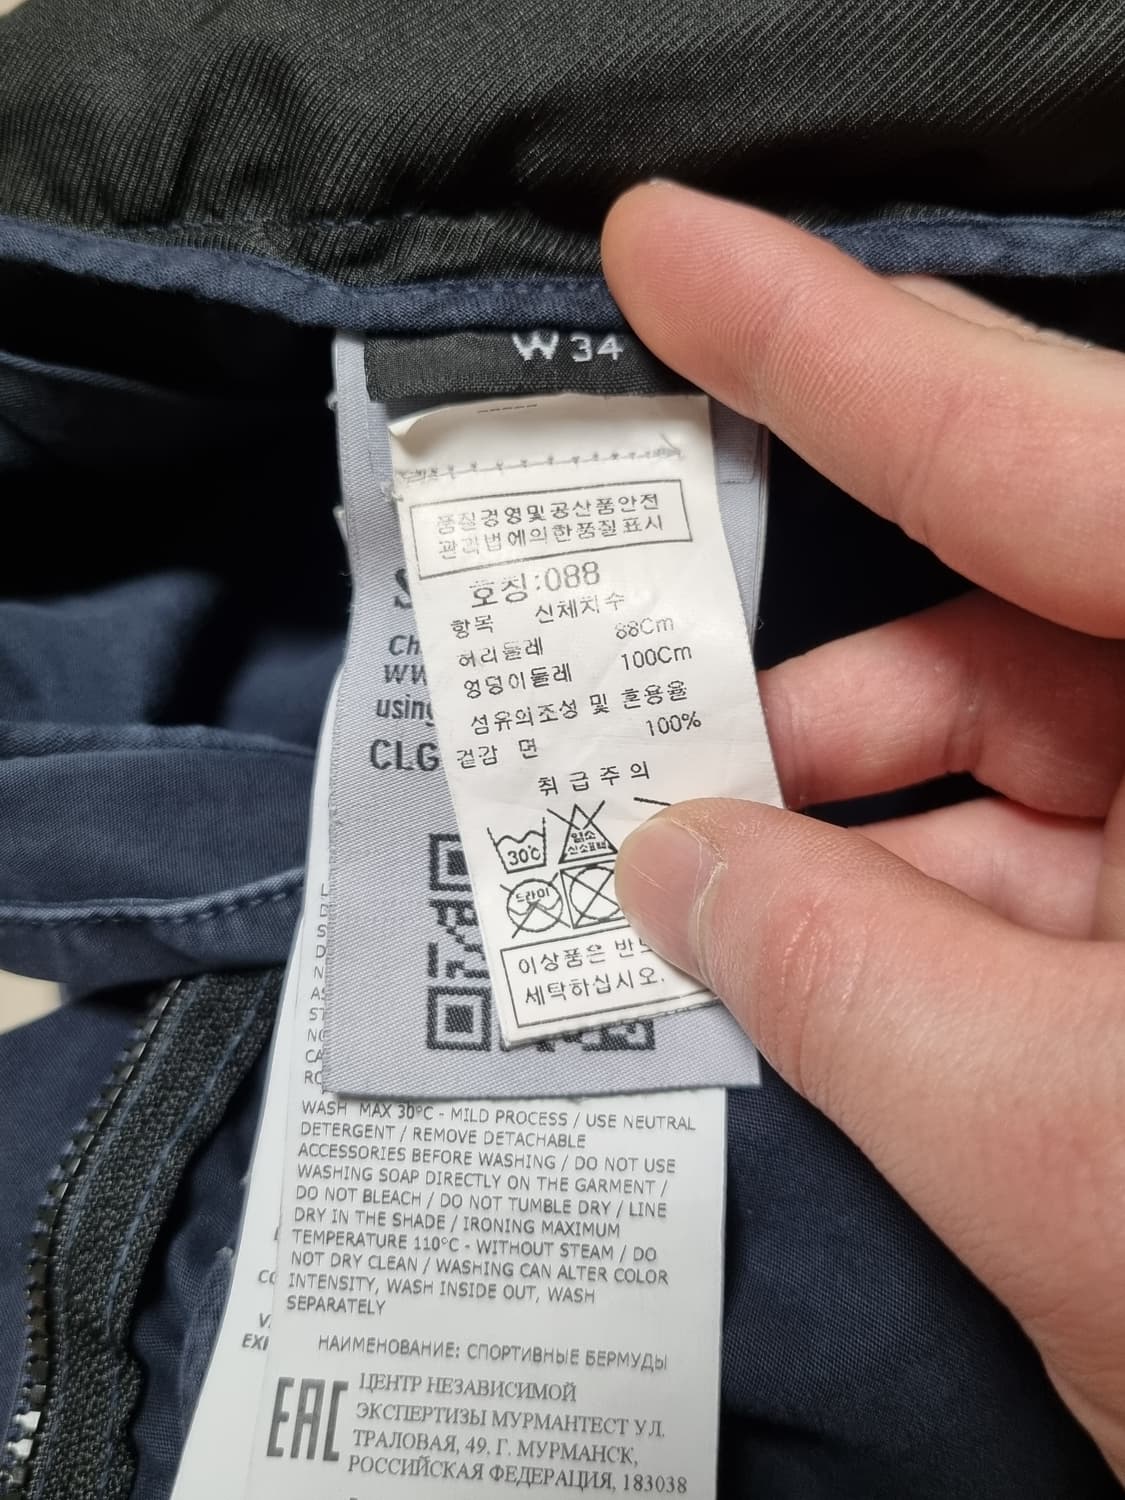 W 34
품질경영및공산품안전
관리법에의한품질표시
호칭:088
항목 신체치수
허리둘레 88Cm
엉덩이둘레 100Cm
섬유의조성 및 혼용율
겉감 면 100%
취급주의
30℃
염소
산소표백
드라이
이상품은
세탁하십시오.
using
CLG
WASH MAX 30°C - MILD PROCESS / USE NEUTRAL
DETERGENT / REMOVE DETACHABLE
ACCESSORIES BEFORE WASHING / DO NOT USE
WASHING SOAP DIRECTLY ON THE GARMENT /
DO NOT BLEACH / DO NOT TUMBLE DRY / LINE
DRY IN THE SHADE / IRONING MAXIMUM
TEMPERATURE 110°C - WITHOUT STEAM / DO
NOT DRY CLEAN / WASHING CAN ALTER COLOR
INTENSITY, WASH INSIDE OUT, WASH
SEPARATELY
НАИМЕНОВАНИЕ: СПОРТИВНЫЕ БЕРМУДЫ
EAC
ЦЕНТР НЕЗАВИСИМОЙ
ЭКСПЕРТИЗЫ МУРМАНТЕСТ УЛ.
ТРАЛОВАЯ, 49. Г. МУРМАНСК,
РОССИЙСКАЯ ФЕДЕРАЦИЯ, 183038